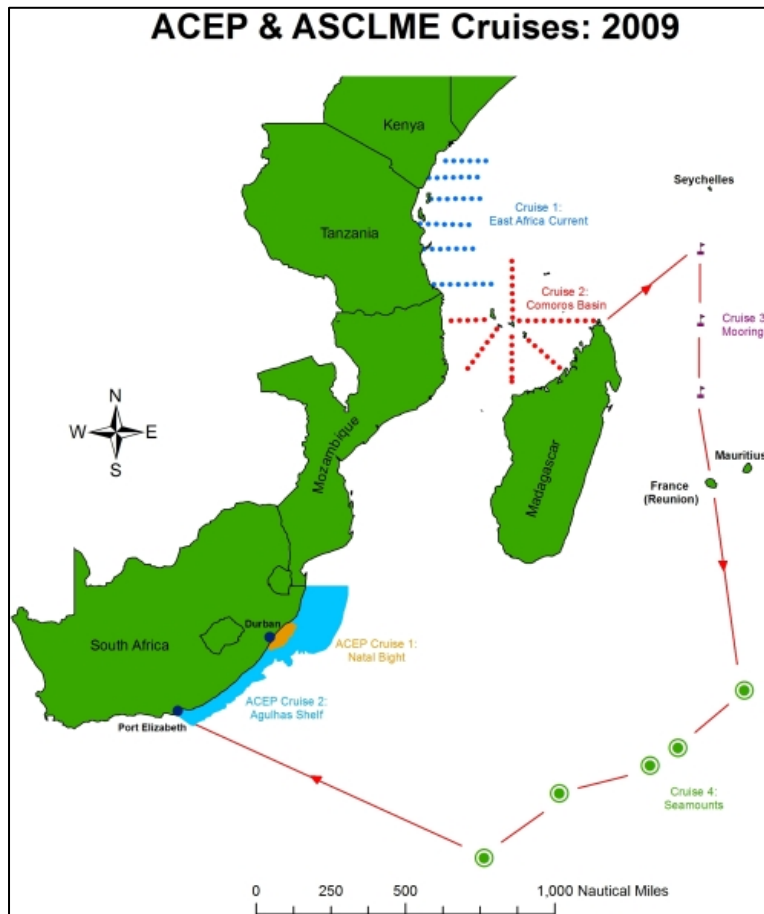 ACEP & ASCLME Cruises: 2009
Kenya
Seychelles
Cruise 1:
East Africa Current
Tanzania
Cruise 2:
Comoros Basin
Cruise 3
Mooring
N
W
E
S
Mozambique
Madagascar
Mauritius
France
(Reunion)
Durban
South Africa
ACEP Cruise 1:
Natal Bight
ACEP Cruise 2:
Agulhas Shelf
Port Elizabeth
Cruise 4:
Seamounts
0 250 500 1,000 Nautical Miles